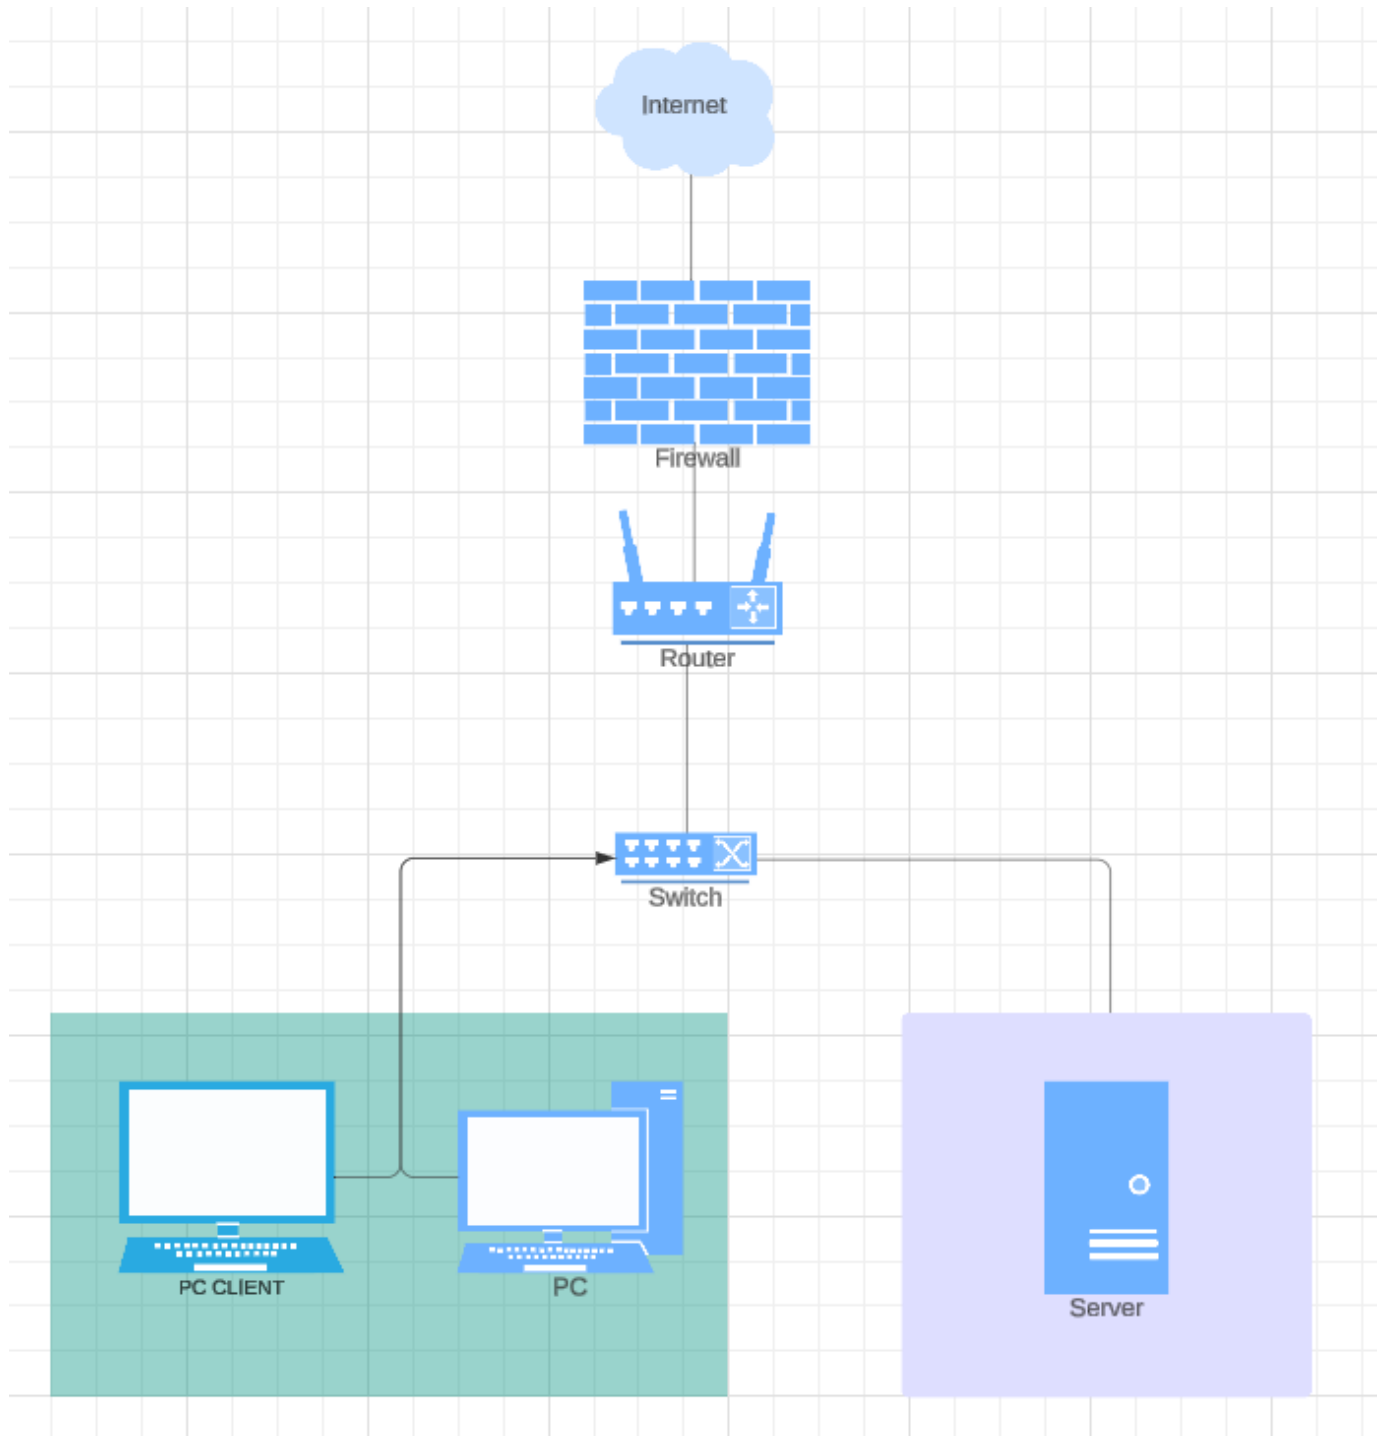 Internet
Firewall
Router
Switch
PC CLIENT
PC
Server